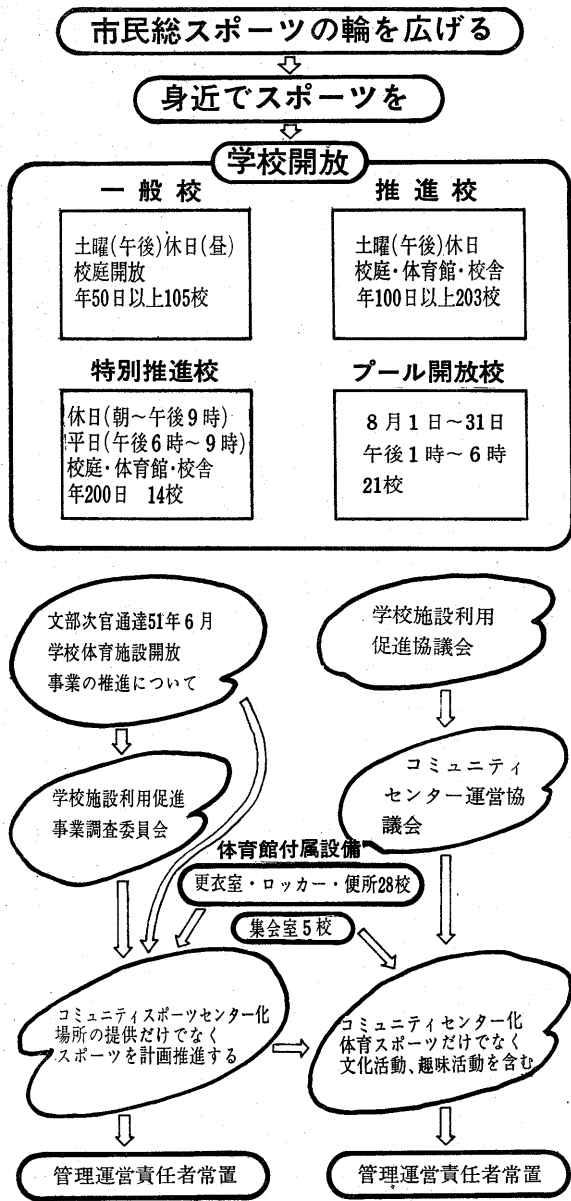 市民総スポーツの輪を広げる
身近でスポーツを
学校開放
一般校
土曜(午後)休日(昼)
校庭開放
年50日以上105校
推進校
土曜(午後)休日
校庭・体育館・校舎
年100日以上203校
特別推進校
休日(朝〜午後9時)
平日(午後6時〜9時)
校庭・体育館・校舎
年200日 14校
プール開放校
8月1日〜31日
午後1時〜6時
21校
文部次官通達51年6月
学校体育施設開放
事業の推進について
学校施設利用
促進協議会
学校施設利用促進
事業調査委員会
コミュニティ
センター運営協
議会
体育館付属設備
更衣室・ロッカー・便所28校
集会室5校
コミュニティスポーツセンター化
場所の提供だけでなく
スポーツを計画推進する
コミュニティセンター化
体育スポーツだけでなく
文化活動、趣味活動を含む
管理運営責任者常置
管理運営責任者常置